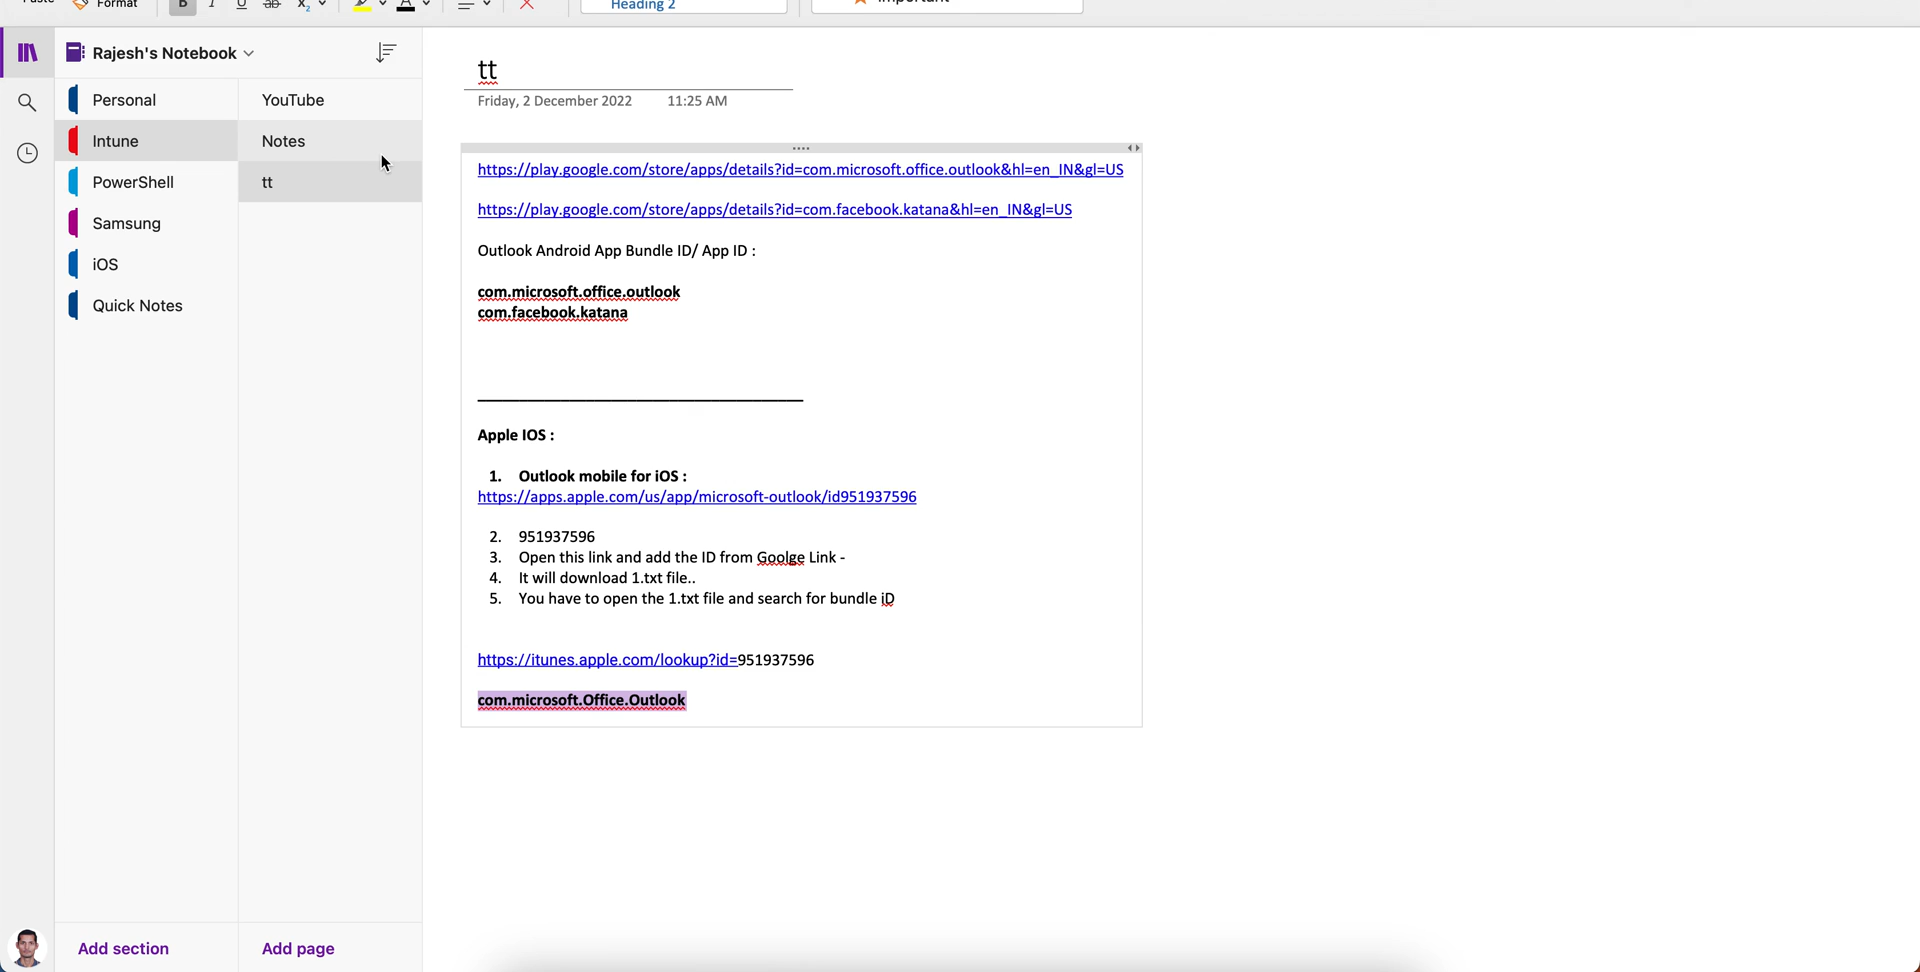 Paste
Format
B I U ab x₂ A
Heading 2
Important
Rajesh's Notebook
Personal
Intune
PowerShell
Samsung
iOS
Quick Notes
YouTube
Notes
tt
tt
Friday, 2 December 2022 11:25 AM
https://play.google.com/store/apps/details?id=com.microsoft.office.outlook&hl=en_IN&gl=US
https://play.google.com/store/apps/details?id=com.facebook.katana&hl=en_IN&gl=US
Outlook Android App Bundle ID/ App ID :
com.microsoft.office.outlook
com.facebook.katana
Apple IOS :
1. Outlook mobile for iOS :
https://apps.apple.com/us/app/microsoft-outlook/id951937596
2. 951937596
3. Open this link and add the ID from Goolge Link -
4. It will download 1.txt file..
5. You have to open the 1.txt file and search for bundle iD
https://itunes.apple.com/lookup?id=951937596
com.microsoft.Office.Outlook
Add section
Add page